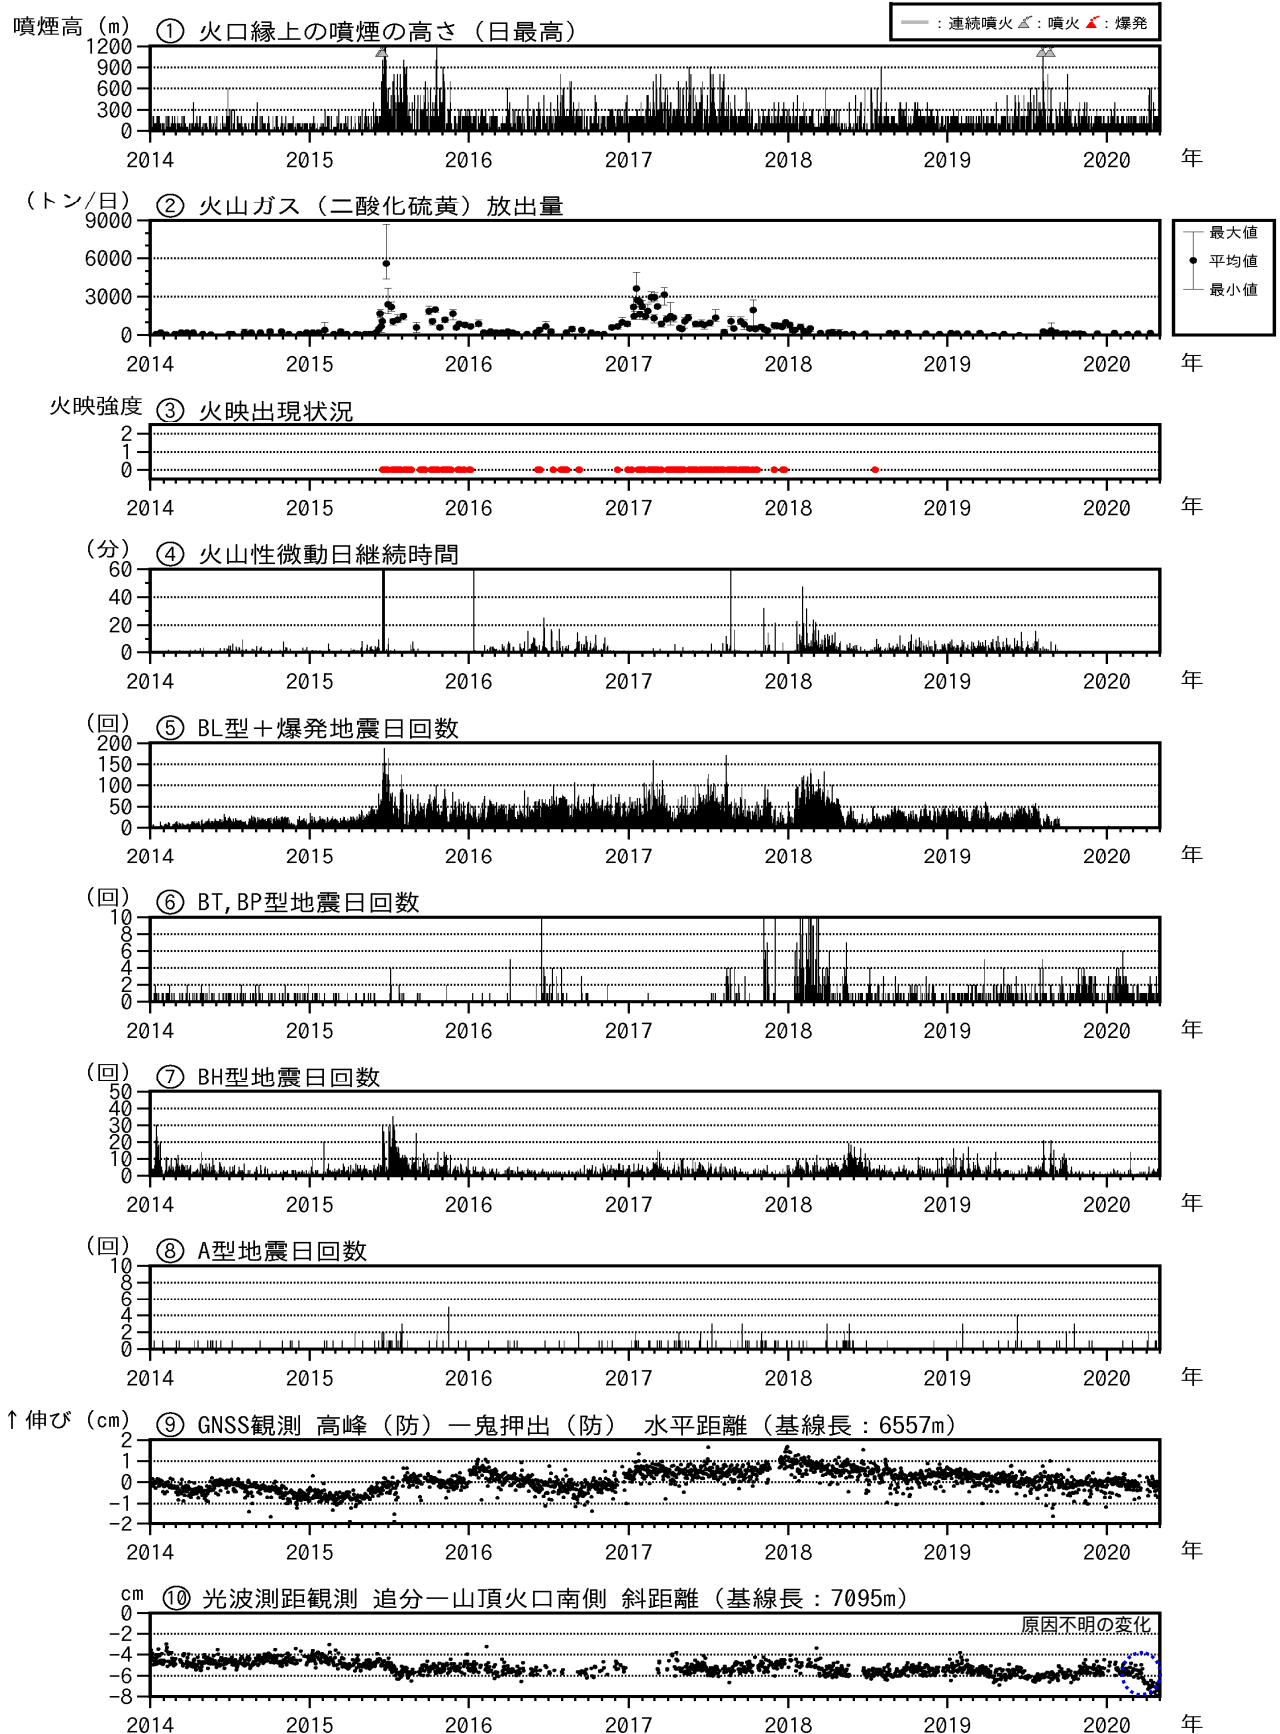 噴煙高 (m) ① 火口縁上の噴煙の高さ（日最高） ：連続噴火 ：噴火 ：爆発
1200
900
600
300
0
2014 2015 2016 2017 2018 2019 2020 年
（トン/日） ② 火山ガス（二酸化硫黄）放出量
9000
6000
3000
0
最大値
平均値
最小値
2014 2015 2016 2017 2018 2019 2020 年
火映強度 ③ 火映出現状況
2
1
0
2014 2015 2016 2017 2018 2019 2020 年
（分） ④ 火山性微動日継続時間
60
40
20
0
2014 2015 2016 2017 2018 2019 2020 年
（回） ⑤ BL型＋爆発地震日回数
200
150
100
50
0
2014 2015 2016 2017 2018 2019 2020 年
（回） ⑥ BT,BP型地震日回数
10
8
6
4
2
0
2014 2015 2016 2017 2018 2019 2020 年
（回） ⑦ BH型地震日回数
50
40
30
20
10
0
2014 2015 2016 2017 2018 2019 2020 年
（回） ⑧ A型地震日回数
10
8
6
4
2
0
2014 2015 2016 2017 2018 2019 2020 年
↑伸び (cm) ⑨ GNSS観測 高峰（防）―鬼押出（防） 水平距離（基線長：6557m）
2
1
0
-1
-2
2014 2015 2016 2017 2018 2019 2020 年
cm ⑩ 光波測距観測 追分―山頂火口南側 斜距離（基線長：7095m）
0
-2
-4
-6
-8
原因不明の変化
2014 2015 2016 2017 2018 2019 2020 年